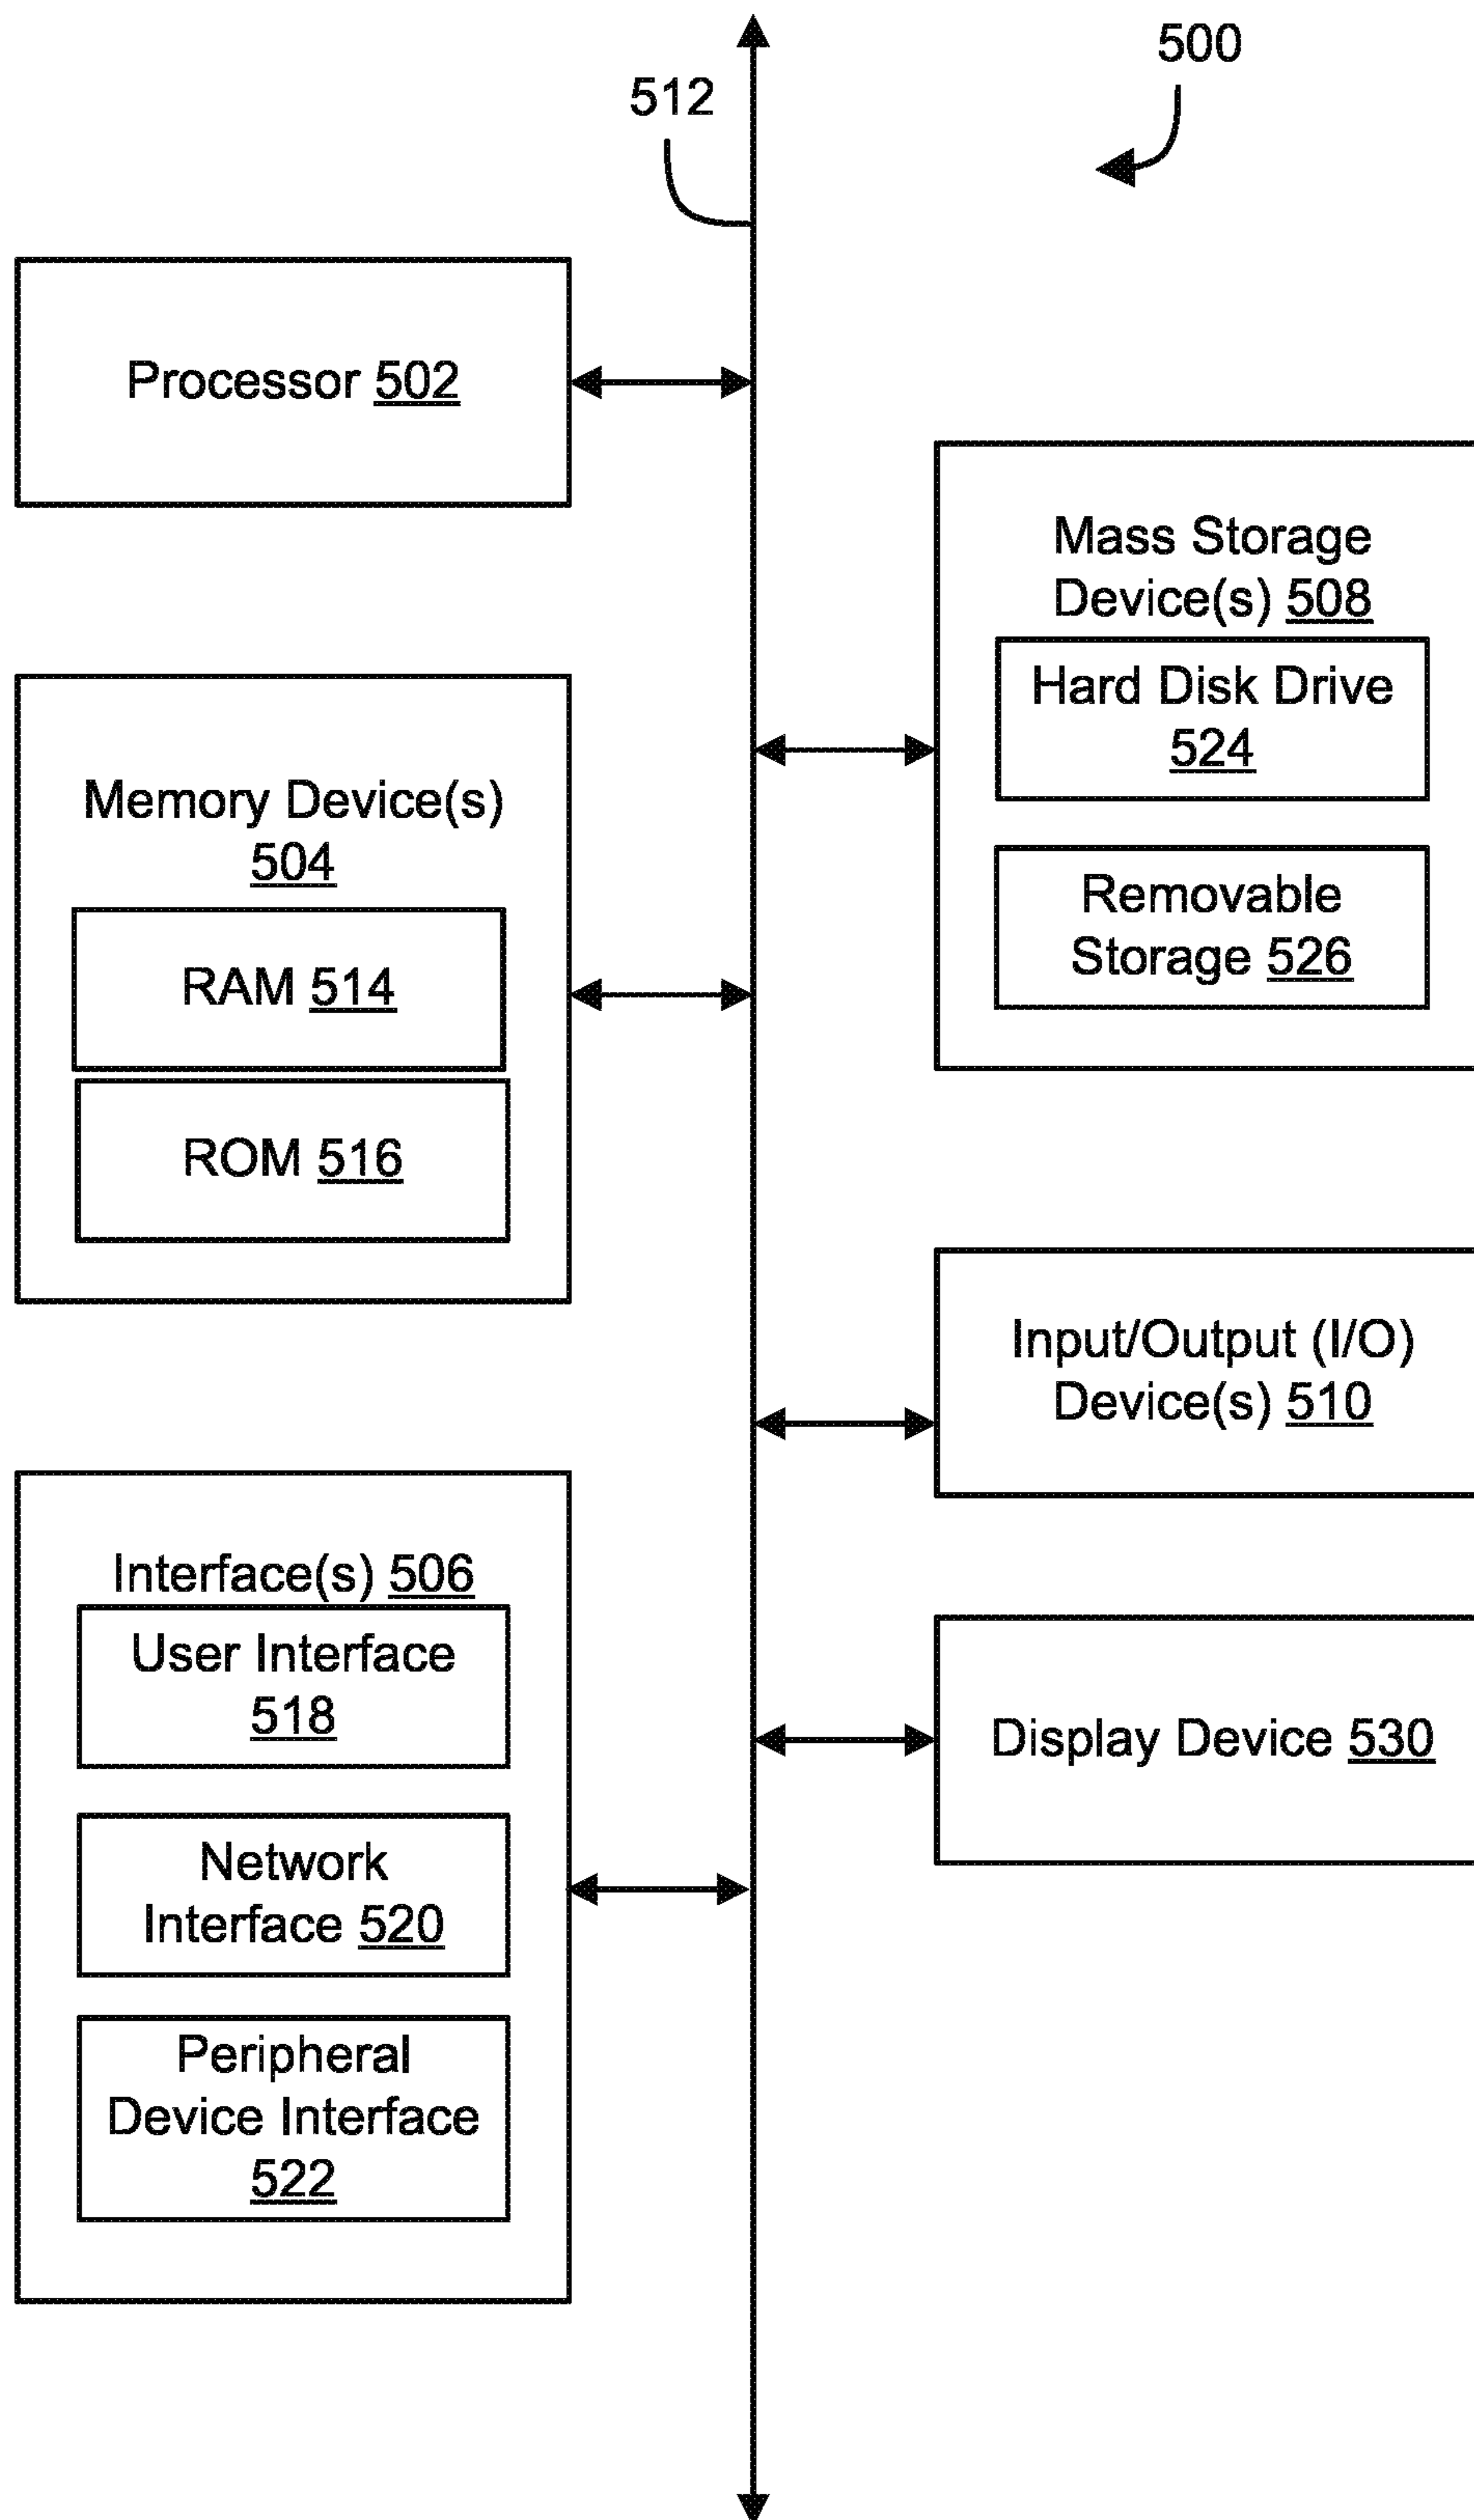 500
512
Processor 502
Mass Storage
Device(s) 508
Hard Disk Drive
524
Removable
Storage 526
Memory Device(s)
504
RAM 514
ROM 516
Input/Output (I/O)
Device(s) 510
Interface(s) 506
User Interface
518
Network
Interface 520
Peripheral
Device Interface
522
Display Device 530